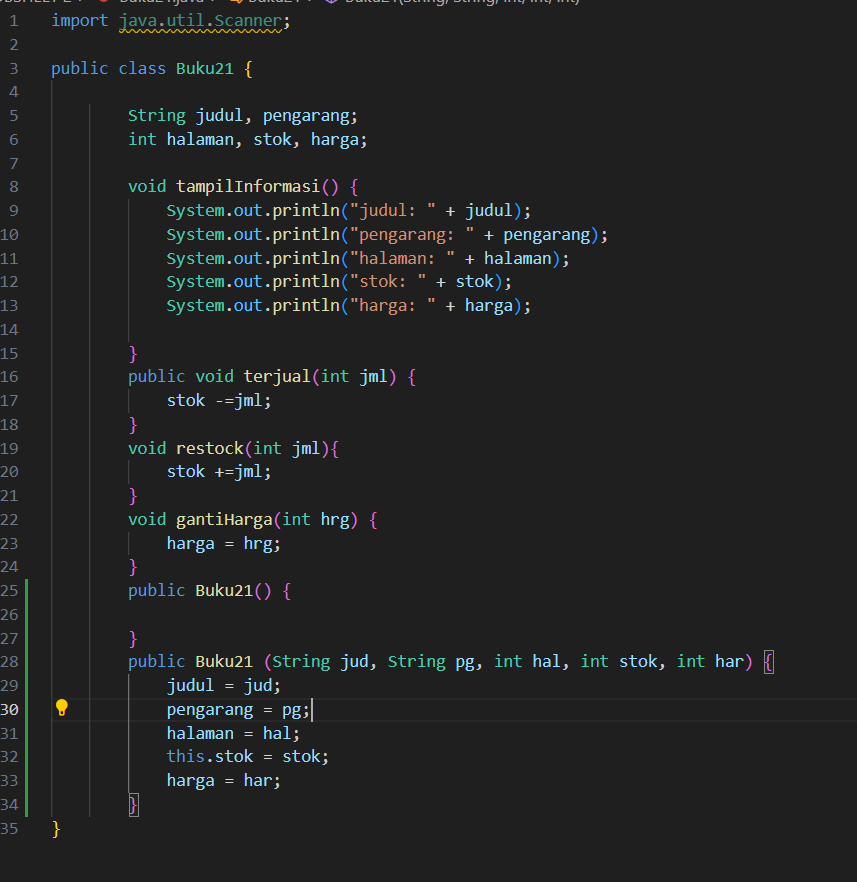 1 import java.util.Scanner;
2
3 public class Buku21 {
4
5 String judul, pengarang;
6 int halaman, stok, harga;
7
8 void tampilInformasi() {
9 System.out.println("judul: " + judul);
10 System.out.println("pengarang: " + pengarang);
11 System.out.println("halaman: " + halaman);
12 System.out.println("stok: " + stok);
13 System.out.println("harga: " + harga);
14
15 }
16 public void terjual(int jml) {
17 stok -=jml;
18 }
19 void restock(int jml){
20 stok +=jml;
21 }
22 void gantiHarga(int hrg) {
23 harga = hrg;
24 }
25 public Buku21() {
26
27 }
28 public Buku21 (String jud, String pg, int hal, int stok, int har) {
29 judul = jud;
30 pengarang = pg;
31 halaman = hal;
32 this.stok = stok;
33 harga = har;
34 }
35 }